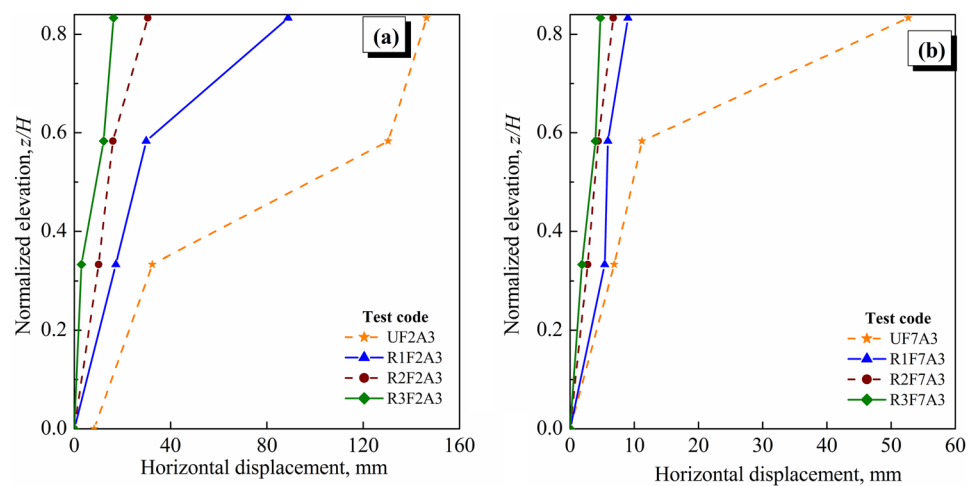 (a)
Normalized elevation, z/H
0.8
0.6
0.4
0.2
0.0
0
40
80
120
160
Horizontal displacement, mm
Test code
UF2A3
R1F2A3
R2F2A3
R3F2A3
(b)
Normalized elevation, z/H
0.8
0.6
0.4
0.2
0.0
0
10
20
30
40
50
60
Horizontal displacement, mm
Test code
UF7A3
R1F7A3
R2F7A3
R3F7A3